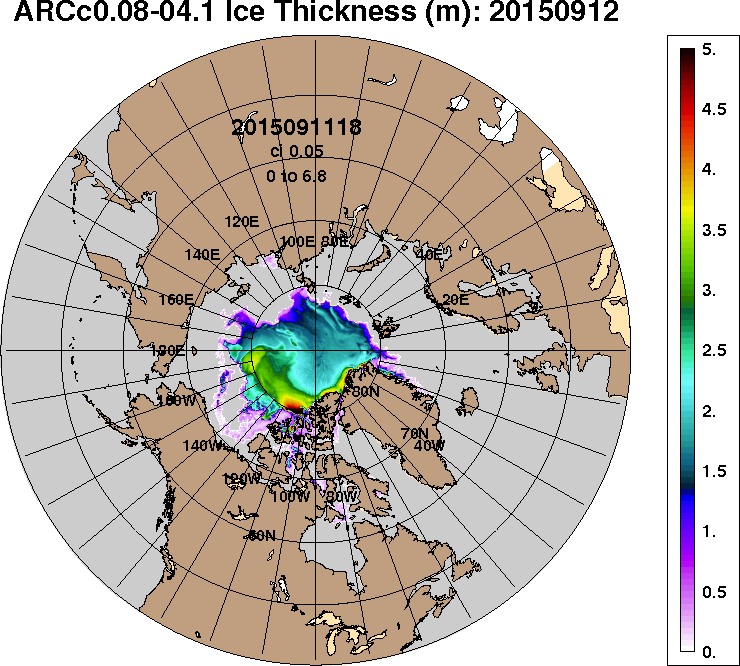 ARCc0.08-04.1 Ice Thickness (m): 20150912
2015091118
ci 0.05
0 to 6.8
120E
100E 80E
140E
40E
160E
20E
180E
80N
160W
70N
140W
40W
120W
100W
80W
60N
5.
4.5
4.
3.5
3.
2.5
2.
1.5
1.
0.5
0.